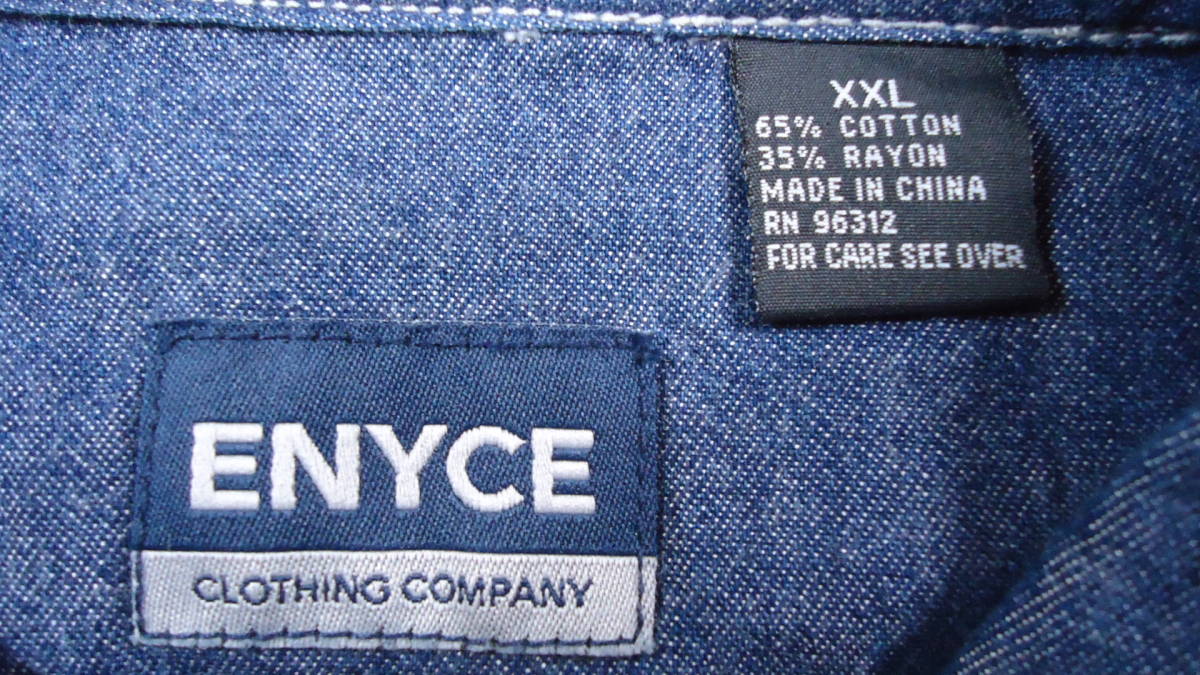 XXL
65% COTTON
35% RAYON
MADE IN CHINA
RN 96312
FOR CARE SEE OVER
ENYCE
CLOTHING COMPANY